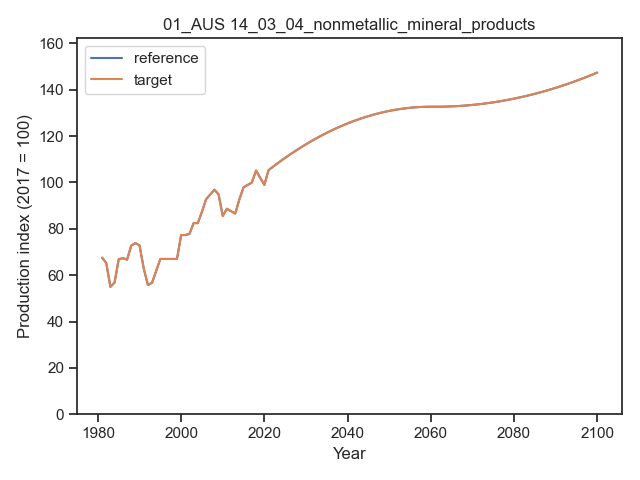 01_AUS 14_03_04_nonmetallic_mineral_products
reference
target
Production index (2017 = 100)
160
140
120
100
80
60
40
20
0
1980 2000 2020 2040 2060 2080 2100
Year